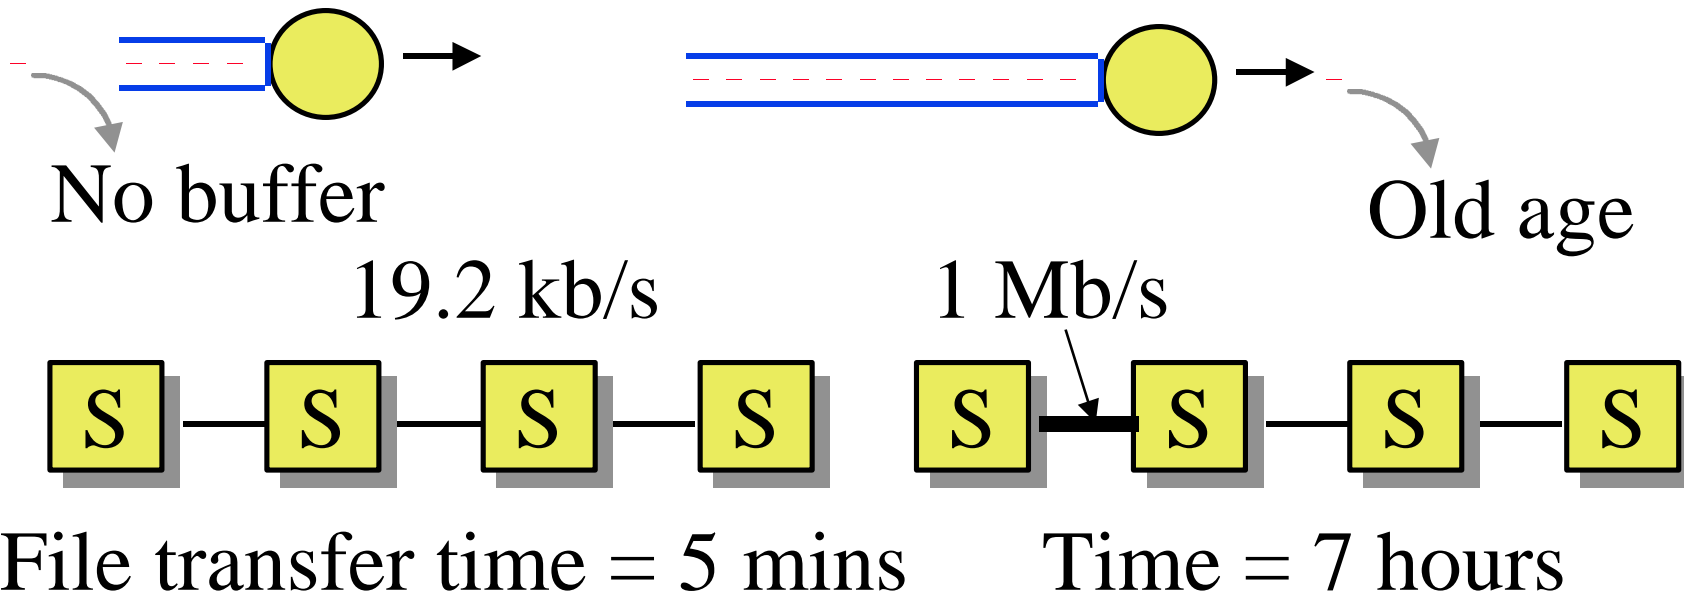 No buffer
Old age
19.2 kb/s
1 Mb/s
S S S S S S S S
File transfer time = 5 mins
Time = 7 hours